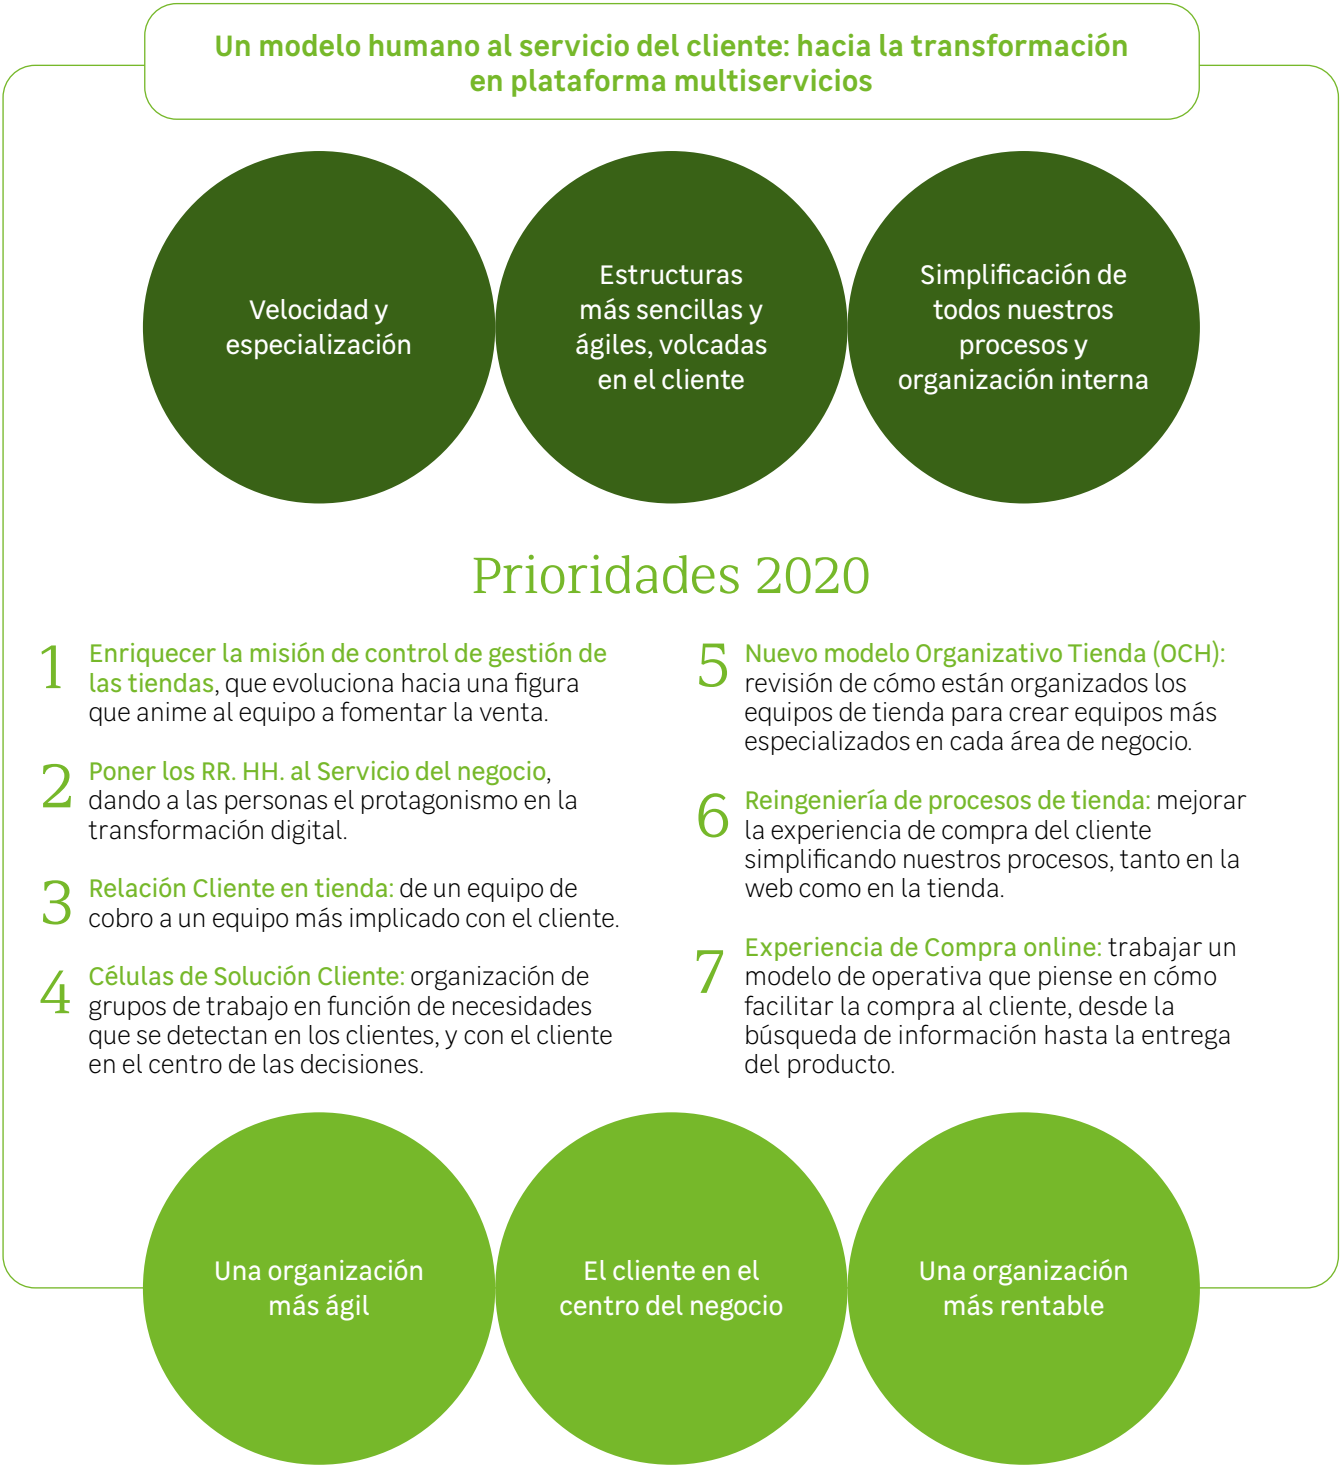 Un modelo humano al servicio del cliente: hacia la transformación
en plataforma multiservicios
Velocidad y
especialización
Estructuras
más sencillas y
ágiles, volcadas
en el cliente
Simplificación de
todos nuestros
procesos y
organización interna
Prioridades 2020
1 Enriquecer la misión de control de gestión de
las tiendas, que evoluciona hacia una figura
que anime al equipo a fomentar la venta.
2 Poner los RR. HH. al Servicio del negocio,
dando a las personas el protagonismo en la
transformación digital.
3 Relación Cliente en tienda: de un equipo de
cobro a un equipo más implicado con el cliente.
4 Células de Solución Cliente: organización de
grupos de trabajo en función de necesidades
que se detectan en los clientes, y con el cliente
en el centro de las decisiones.
5 Nuevo modelo Organizativo Tienda (OCH):
revisión de cómo están organizados los
equipos de tienda para crear equipos más
especializados en cada área de negocio.
6 Reingeniería de procesos de tienda: mejorar
la experiencia de compra del cliente
simplificando nuestros procesos, tanto en la
web como en la tienda.
7 Experiencia de Compra online: trabajar un
modelo de operativa que piense en cómo
facilitar la compra al cliente, desde la
búsqueda de información hasta la entrega
del producto.
Una organización
más ágil
El cliente en el
centro del negocio
Una organización
más rentable